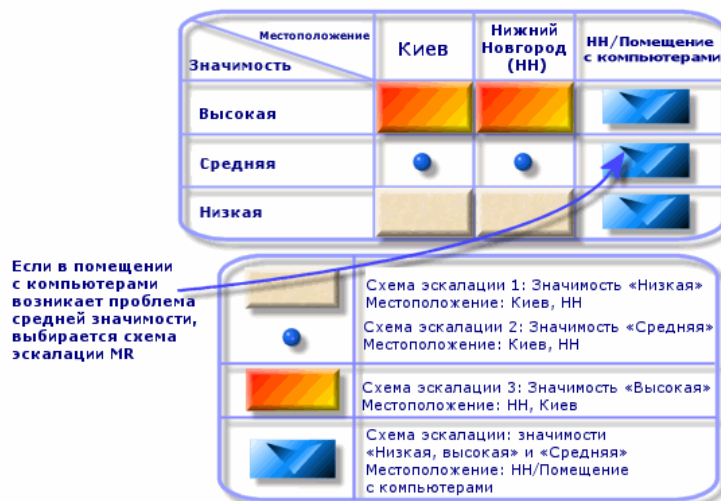 Местоположение
Значимость
Киев
Нижний
Новгород
(НН)
НН/Помещение
с компьютерами
Высокая
Средняя
Низкая
Если в помещении
с компьютерами
возникает проблема
средней значимости,
выбирается схема
эскалации MR
Схема эскалации 1: Значимость «Низкая»
Местоположение: Киев, НН
Схема эскалации 2: Значимость «Средняя»
Местоположение: Киев, НН
Схема эскалации 3: Значимость «Высокая»
Местоположение: НН, Киев
Схема эскалации: значимости
«Низкая, высокая» и «Средняя»
Местоположение: НН/Помещение
с компьютерами